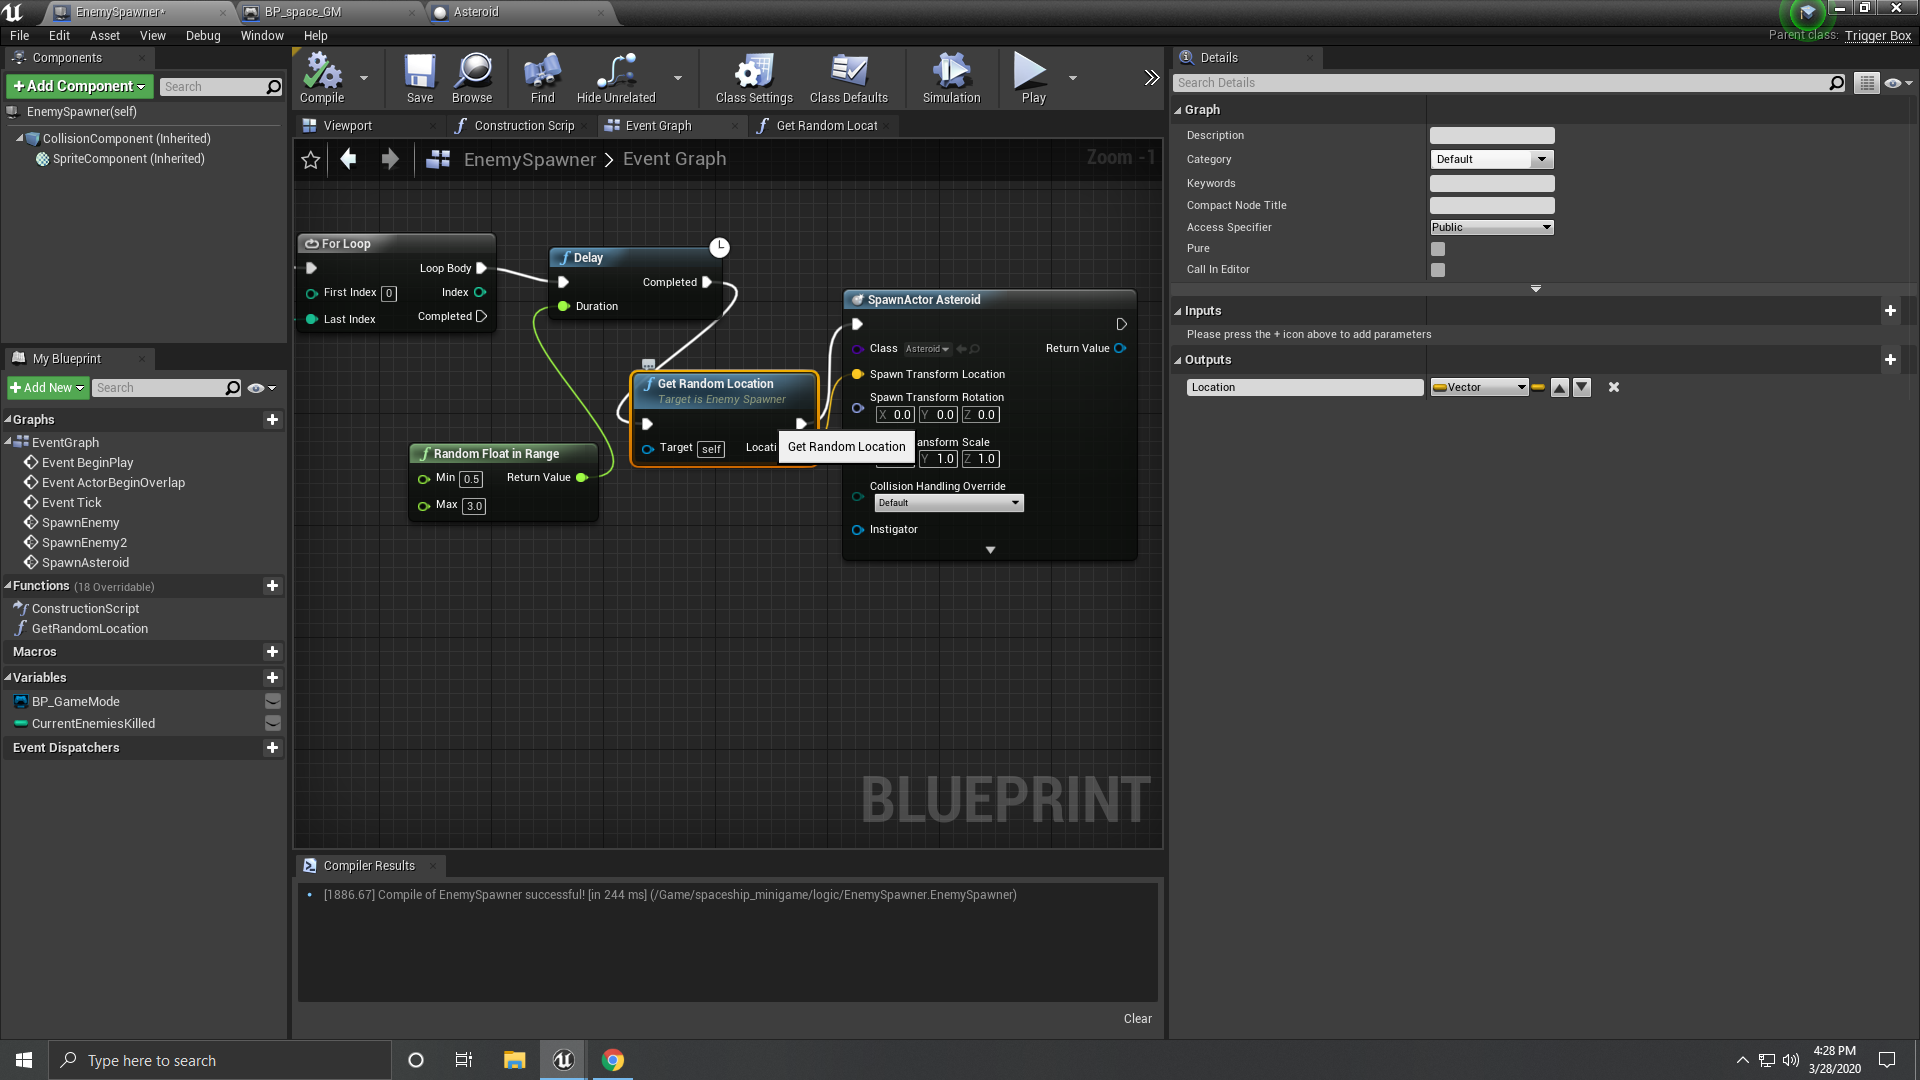 EnemySpawner*
BP_space_GM
Asteroid
File
Edit
Asset
View
Debug
Window
Help
Parent class: Trigger Box
Components
+Add Component
Search
EnemySpawner(self)
CollisionComponent (Inherited)
SpriteComponent (Inherited)
Compile
Save
Browse
Find
Hide Unrelated
Class Settings
Class Defaults
Simulation
Play
Viewport
Construction Scrip
Event Graph
Get Random Locat
EnemySpawner > Event Graph
Zoom -1
For Loop
Loop Body
First Index 0
Index
Last Index
Completed
Delay
Completed
Duration
Get Random Location
Target is Enemy Spawner
Target self
Locati
Get Random Location
Random Float in Range
Min 0.5
Return Value
Max 3.0
SpawnActor Asteroid
Class Asteroid
Return Value
Spawn Transform Location
Spawn Transform Rotation
X 0.0 Y 0.0 Z 0.0
ansform Scale
Y 1.0 Z 1.0
Collision Handling Override
Default
Instigator
BLUEPRINT
My Blueprint
+Add New
Search
Graphs
EventGraph
Event BeginPlay
Event ActorBeginOverlap
Event Tick
SpawnEnemy
SpawnEnemy2
SpawnAsteroid
Functions (18 Overridable)
ConstructionScript
GetRandomLocation
Macros
Variables
BP_GameMode
CurrentEnemiesKilled
Event Dispatchers
Compiler Results
[1886.67] Compile of EnemySpawner successful! [in 244 ms] (/Game/spaceship_minigame/logic/EnemySpawner.EnemySpawner)
Clear
Details
Search Details
Graph
Description
Category
Default
Keywords
Compact Node Title
Access Specifier
Public
Pure
Call In Editor
Inputs
Please press the + icon above to add parameters
Outputs
Location
Vector
Type here to search
4:28 PM
3/28/2020